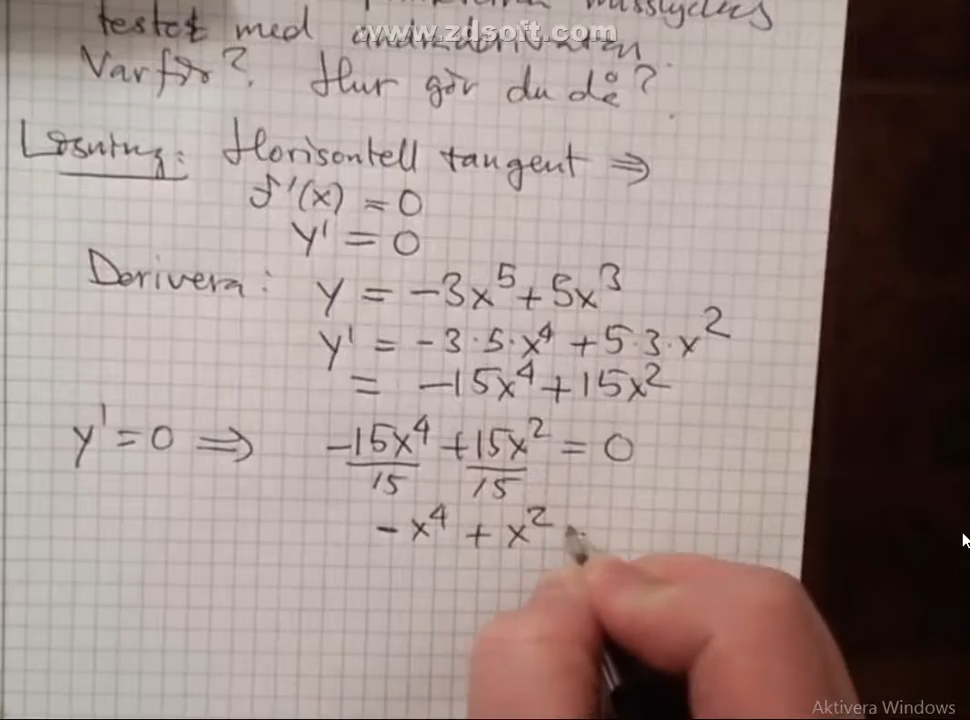 misslyckas
testet med andraderivatan
www.zdsoft.com
Varför? Hur gör du då?
Lösning: Horisontell tangent ⇒
f'(x) = 0
y' = 0
Derivera: y = -3x⁵ + 5x³
y' = -3·5·x⁴ + 5·3·x²
= -15x⁴ + 15x²
y' = 0 ⇒ -15x⁴/15 + 15x²/15 = 0
-x⁴ + x²
Aktivera Windows